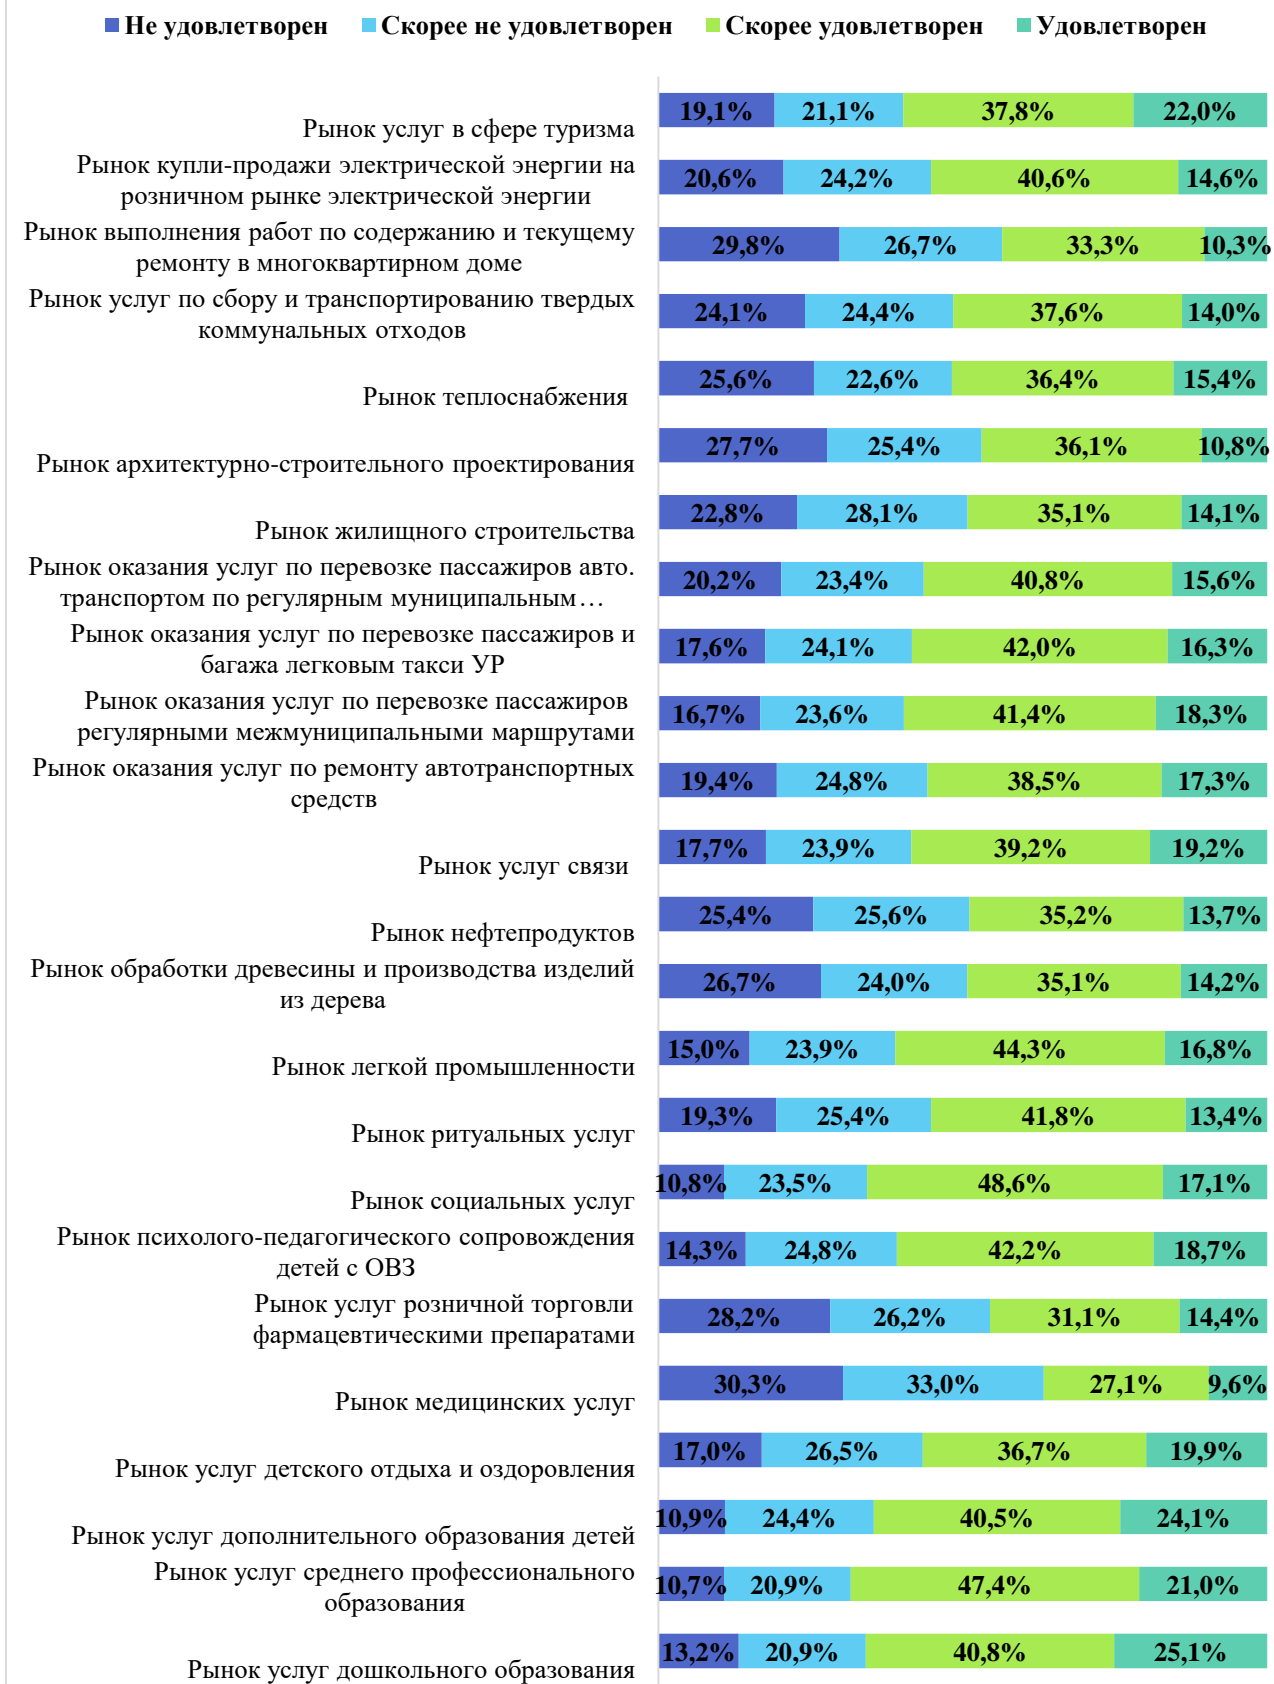 Не удовлетворен Скорее не удовлетворен Скорее удовлетворен Удовлетворен
Рынок услуг в сфере туризма
19,1% 21,1% 37,8% 22,0%
Рынок купли-продажи электрической энергии на
розничном рынке электрической энергии
20,6% 24,2% 40,6% 14,6%
Рынок выполнения работ по содержанию и текущему
ремонту в многоквартирном доме
29,8% 26,7% 33,3% 10,3%
Рынок услуг по сбору и транспортированию твердых
коммунальных отходов
24,1% 24,4% 37,6% 14,0%
Рынок теплоснабжения
25,6% 22,6% 36,4% 15,4%
Рынок архитектурно-строительного проектирования
27,7% 25,4% 36,1% 10,8%
Рынок жилищного строительства
22,8% 28,1% 35,1% 14,1%
Рынок оказания услуг по перевозке пассажиров авто.
транспортом по регулярным муниципальным…
20,2% 23,4% 40,8% 15,6%
Рынок оказания услуг по перевозке пассажиров и
багажа легковым такси УР
17,6% 24,1% 42,0% 16,3%
Рынок оказания услуг по перевозке пассажиров
регулярными межмуниципальными маршрутами
16,7% 23,6% 41,4% 18,3%
Рынок оказания услуг по ремонту автотранспортных
средств
19,4% 24,8% 38,5% 17,3%
Рынок услуг связи
17,7% 23,9% 39,2% 19,2%
Рынок нефтепродуктов
25,4% 25,6% 35,2% 13,7%
Рынок обработки древесины и производства изделий
из дерева
26,7% 24,0% 35,1% 14,2%
Рынок легкой промышленности
15,0% 23,9% 44,3% 16,8%
Рынок ритуальных услуг
19,3% 25,4% 41,8% 13,4%
Рынок социальных услуг
10,8% 23,5% 48,6% 17,1%
Рынок психолого-педагогического сопровождения
детей с ОВЗ
14,3% 24,8% 42,2% 18,7%
Рынок услуг розничной торговли
фармацевтическими препаратами
28,2% 26,2% 31,1% 14,4%
Рынок медицинских услуг
30,3% 33,0% 27,1% 9,6%
Рынок услуг детского отдыха и оздоровления
17,0% 26,5% 36,7% 19,9%
Рынок услуг дополнительного образования детей
10,9% 24,4% 40,5% 24,1%
Рынок услуг среднего профессионального
образования
10,7% 20,9% 47,4% 21,0%
Рынок услуг дошкольного образования
13,2% 20,9% 40,8% 25,1%